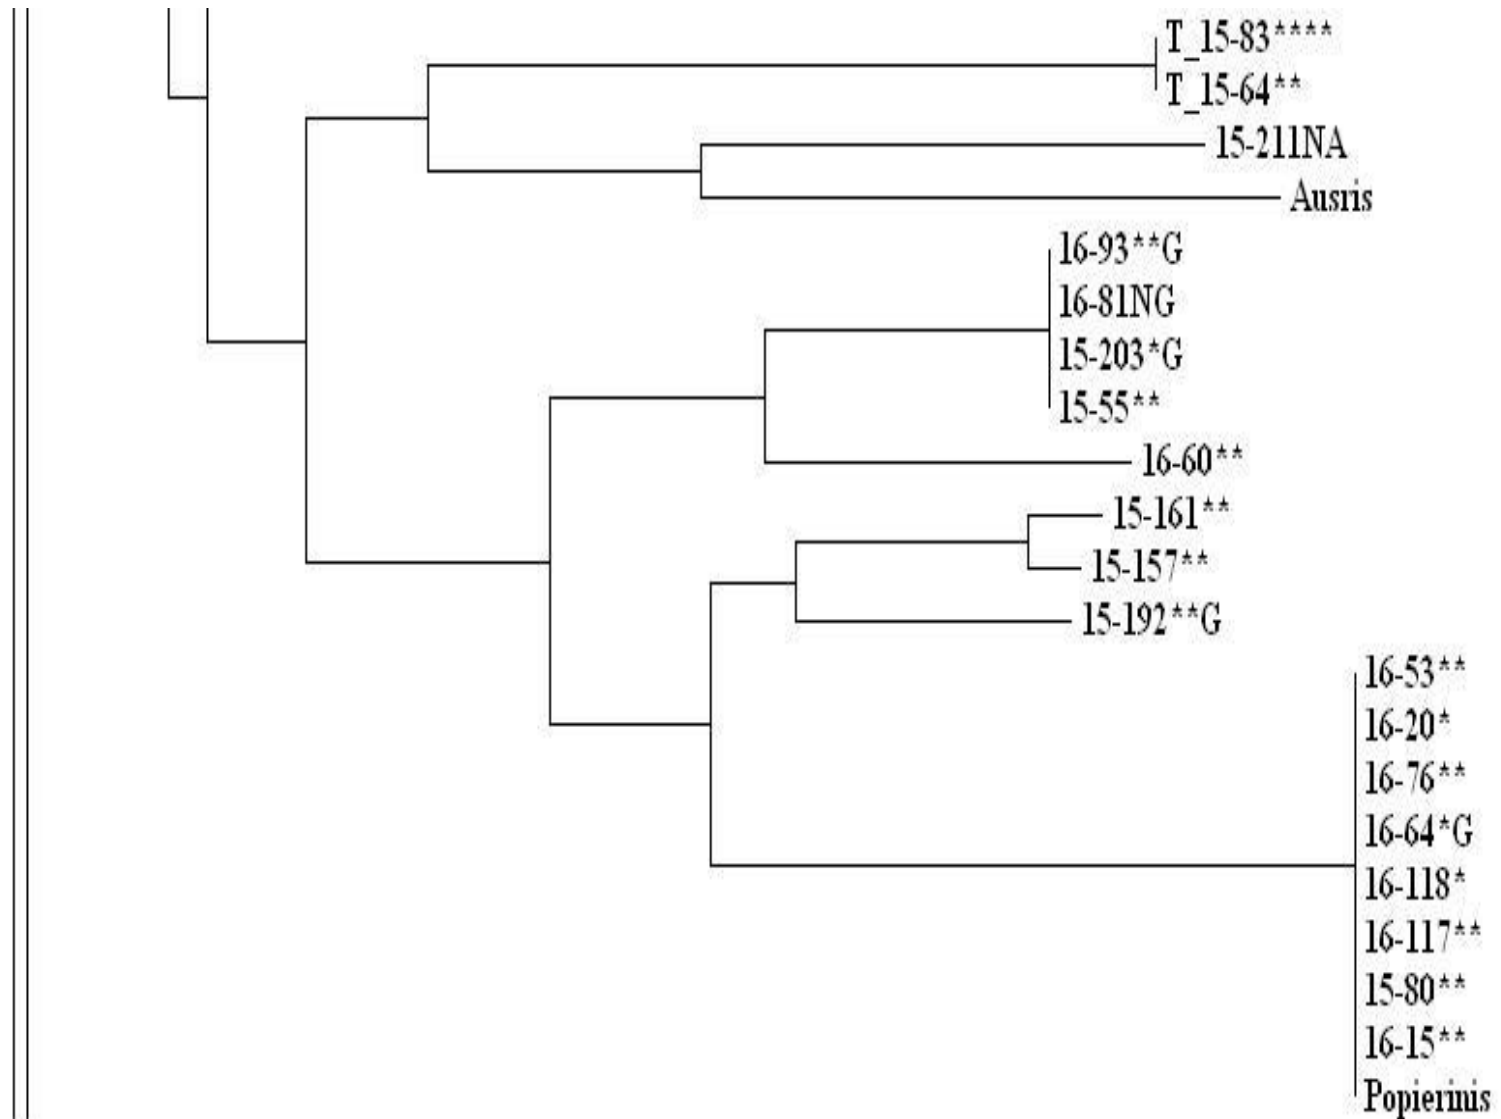 T_15-83****
T_15-64**
15-211NA
Ausris
16-93**G
16-81NG
15-203*G
15-55**
16-60**
15-161**
15-157**
15-192**G
16-53**
16-20*
16-76**
16-64*G
16-118*
16-117**
15-80**
16-15**
Popierinis